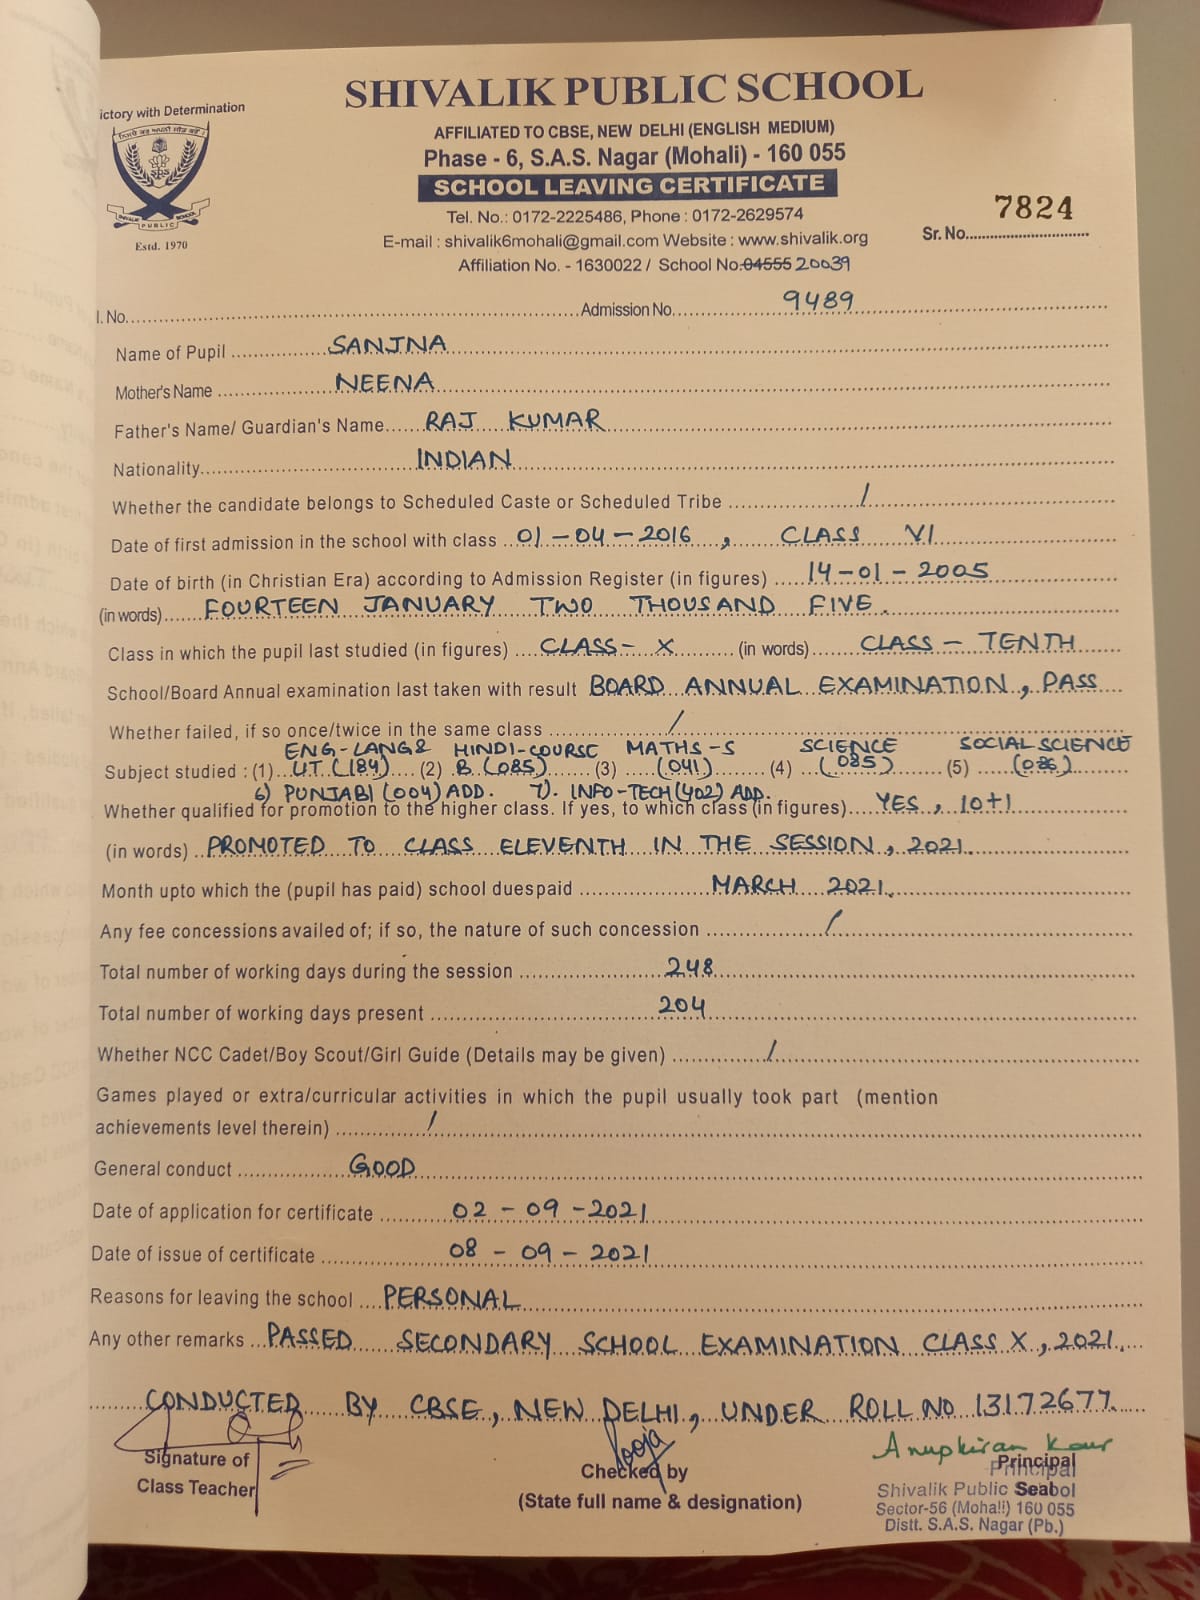 ictory with Determination
SHIVALIK PUBLIC SCHOOL
AFFILIATED TO CBSE, NEW DELHI (ENGLISH MEDIUM)
Phase - 6, S.A.S. Nagar (Mohali) - 160 055
SCHOOL LEAVING CERTIFICATE
SPS
SHIVALIK PUBLIC SCHOOL
Estd. 1970
Tel. No.: 0172-2225486, Phone : 0172-2629574
E-mail : shivalik6mohali@gmail.com Website : www.shivalik.org
Affiliation No. - 1630022 / School No. 04555 20039
7824
Sr. No.
I. No. Admission No. 9489
Name of Pupil SANJNA
Mother's Name NEENA
Father's Name/ Guardian's Name RAJ KUMAR
Nationality INDIAN
Whether the candidate belongs to Scheduled Caste or Scheduled Tribe /
Date of first admission in the school with class 01-04-2016, CLASS VI
Date of birth (in Christian Era) according to Admission Register (in figures) 14-01-2005
(in words) FOURTEEN JANUARY TWO THOUSAND FIVE.
Class in which the pupil last studied (in figures) CLASS- X (in words) CLASS - TENTH
School/Board Annual examination last taken with result BOARD ANNUAL EXAMINATION, PASS
Whether failed, if so once/twice in the same class /
ENG-LANG& HINDI-COURSE MATHS-S SCIENCE SOCIAL SCIENCE
Subject studied : (1) LIT. (184) (2) B (085) (3) (041) (4) (085) (5) (086)
6) PUNJABI (004) ADD. 7). INFO-TECH (402) ADD.
Whether qualified for promotion to the higher class. If yes, to which class (in figures) YES, 10+1
(in words) PROMOTED TO CLASS ELEVENTH IN THE SESSION, 2021
Month upto which the (pupil has paid) school duespaid MARCH 2021.
Any fee concessions availed of; if so, the nature of such concession /
Total number of working days during the session 248
Total number of working days present 204
Whether NCC Cadet/Boy Scout/Girl Guide (Details may be given) /
Games played or extra/curricular activities in which the pupil usually took part (mention
achievements level therein) /
General conduct GOOD
Date of application for certificate 02-09-2021
Date of issue of certificate 08-09-2021
Reasons for leaving the school PERSONAL
Any other remarks PASSED SECONDARY SCHOOL EXAMINATION CLASS X, 2021
CONDUCTED BY CBSE, NEW DELHI, UNDER ROLL NO 13172677.
Signature of
Class Teacher
Pooja
Checked by
(State full name & designation)
Anupkiran Kaur
Principal
Principal
Shivalik Public Seabol
Sector-56 (Mohali) 160 055
Distt. S.A.S. Nagar (Pb.)